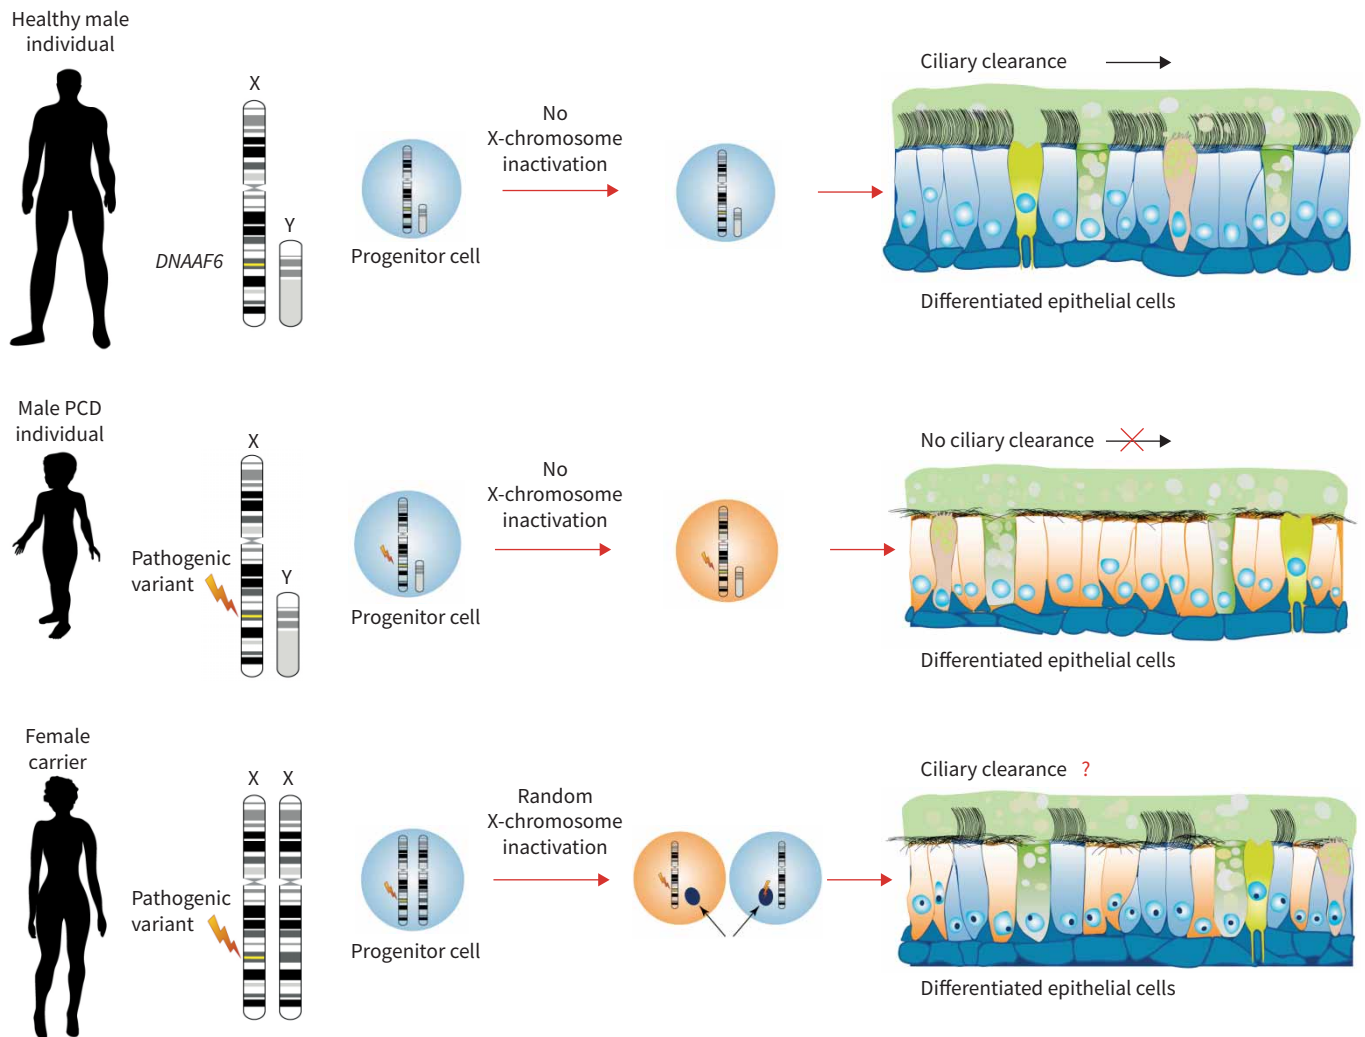 Healthy male
individual
X
Y
DNAAF6
Progenitor cell
No
X-chromosome
inactivation
Ciliary clearance
Differentiated epithelial cells
Male PCD
individual
X
Y
Pathogenic
variant
Progenitor cell
No
X-chromosome
inactivation
No ciliary clearance
Differentiated epithelial cells
Female
carrier
X X
Pathogenic
variant
Progenitor cell
Random
X-chromosome
inactivation
Ciliary clearance ?
Differentiated epithelial cells